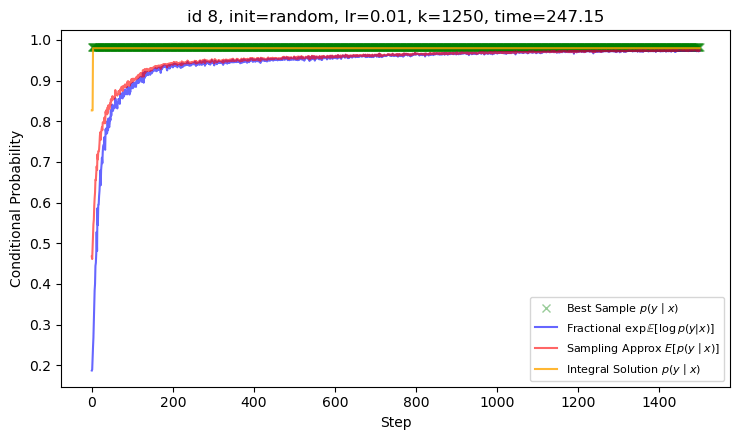 id 8, init=random, lr=0.01, k=1250, time=247.15
Conditional Probability
1.0
0.9
0.8
0.7
0.6
0.5
0.4
0.3
0.2
Best Sample p(y | x)
Fractional exp𝔼[log p(y|x)]
Sampling Approx E[p(y | x)]
Integral Solution p(y | x)
0 200 400 600 800 1000 1200 1400
Step